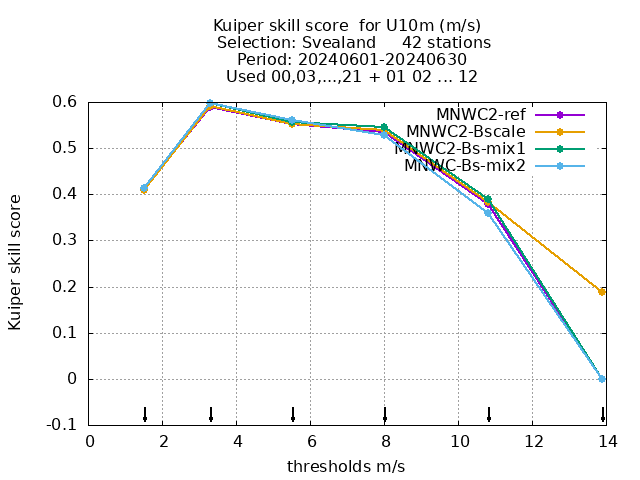 Kuiper skill score  for U10m (m/s)
Selection: Svealand     42 stations
Period: 20240601-20240630
Used 00,03,...,21 + 01 02 ... 12
MNWC2-ref
MNWC2-Bscale
MNWC2-Bs-mix1
MNWC-Bs-mix2
0.6
0.5
0.4
0.3
0.2
0.1
0
-0.1
Kuiper skill score
0 2 4 6 8 10 12 14
thresholds m/s